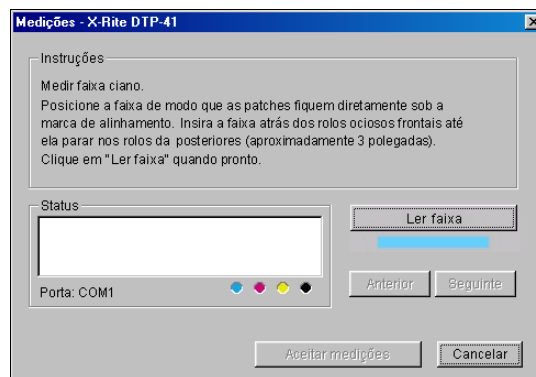 Medições - X-Rite DTP-41
Instruções
Medir faixa ciano.
Posicione a faixa de modo que as patches fiquem diretamente sob a
marca de alinhamento. Insira a faixa atrás dos rolos ociosos frontais até
ela parar nos rolos da posteriores (aproximadamente 3 polegadas).
Clique em "Ler faixa" quando pronto.
Status
Ler faixa
Porta: COM1
Anterior
Seguinte
Aceitar medições
Cancelar